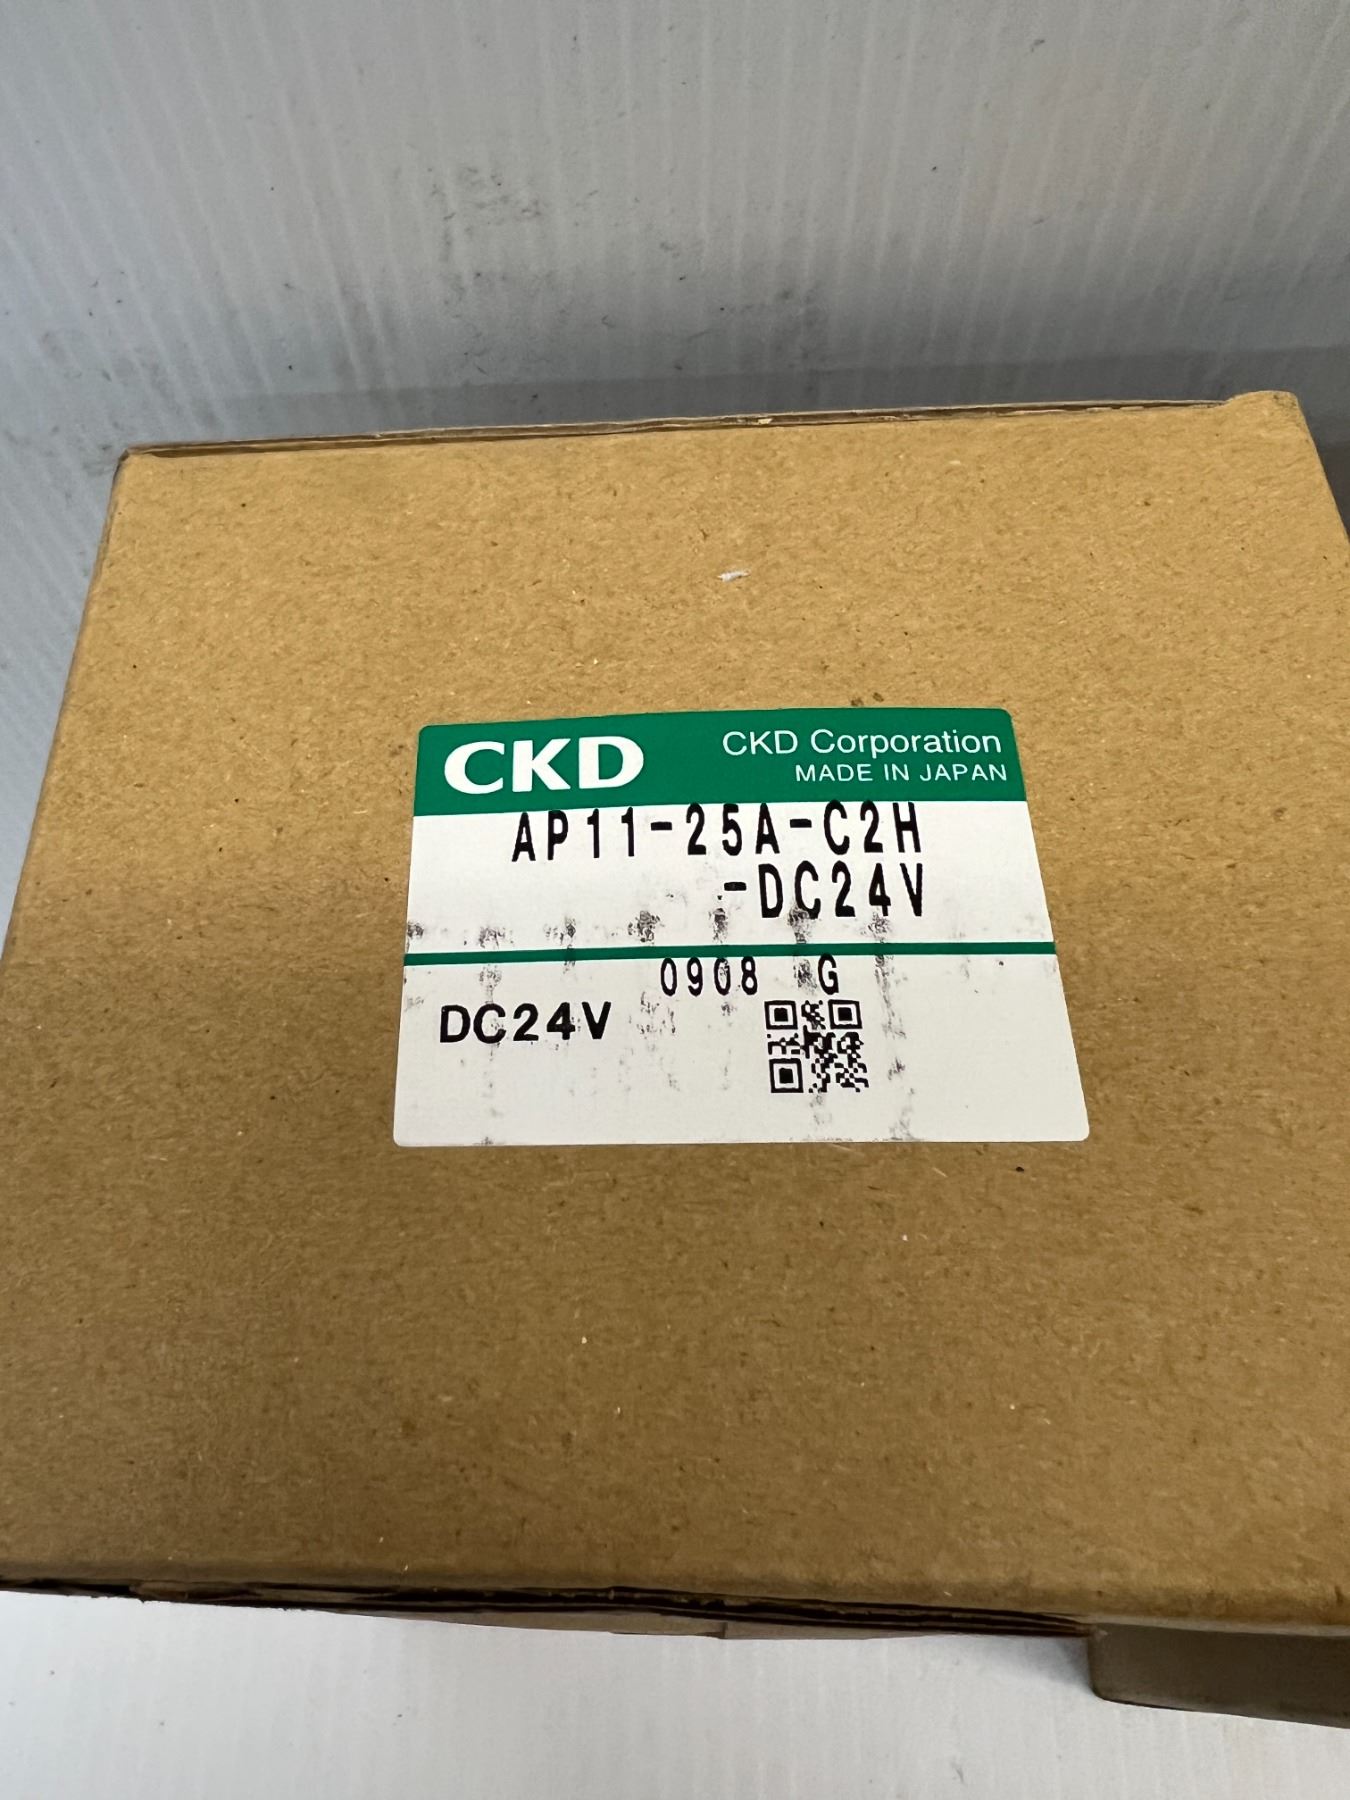 CKD CKD Corporation
MADE IN JAPAN
AP11-25A-C2H
-DC24V
0908 G
DC24V